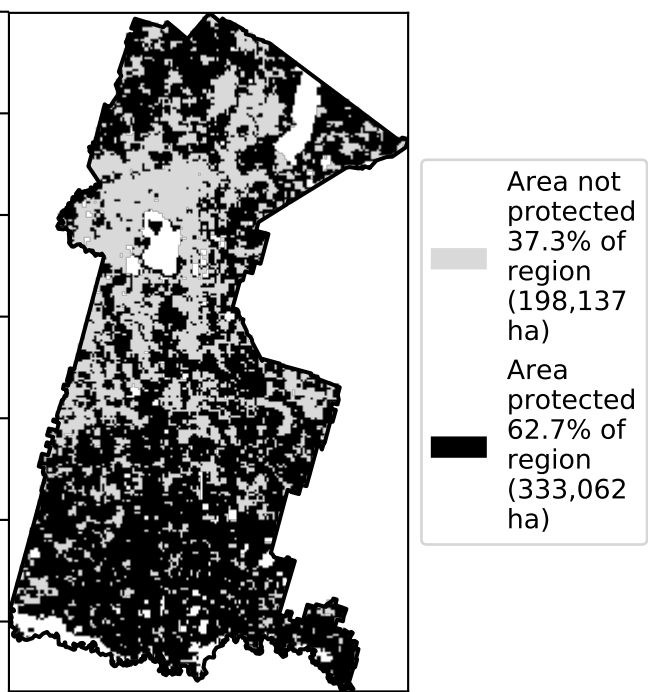 Area not
protected
37.3% of
region
(198,137
ha)
Area
protected
62.7% of
region
(333,062
ha)